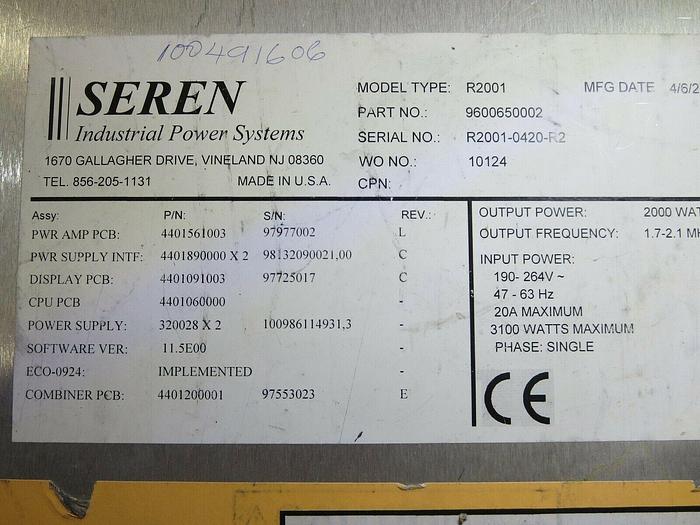 100491606
SEREN
Industrial Power Systems
1670 GALLAGHER DRIVE, VINELAND NJ 08360
TEL. 856-205-1131 MADE IN U.S.A.
MODEL TYPE: R2001 MFG DATE 4/6/2
PART NO.: 9600650002
SERIAL NO.: R2001-0420-R2
WO NO.: 10124
CPN:
Assy: P/N: S/N: REV.:
PWR AMP PCB: 4401561003 97977002 L
PWR SUPPLY INTF: 4401890000 X 2 98132090021,00 C
DISPLAY PCB: 4401091003 97725017 C
CPU PCB 4401060000 -
POWER SUPPLY: 320028 X 2 100986114931,3 -
SOFTWARE VER: 11.5E00 -
ECO-0924: IMPLEMENTED -
COMBINER PCB: 4401200001 97553023 E
OUTPUT POWER: 2000 WAT
OUTPUT FREQUENCY: 1.7-2.1 M
INPUT POWER:
190- 264V ~
47 - 63 Hz
20A MAXIMUM
3100 WATTS MAXIMUM
PHASE: SINGLE
CE